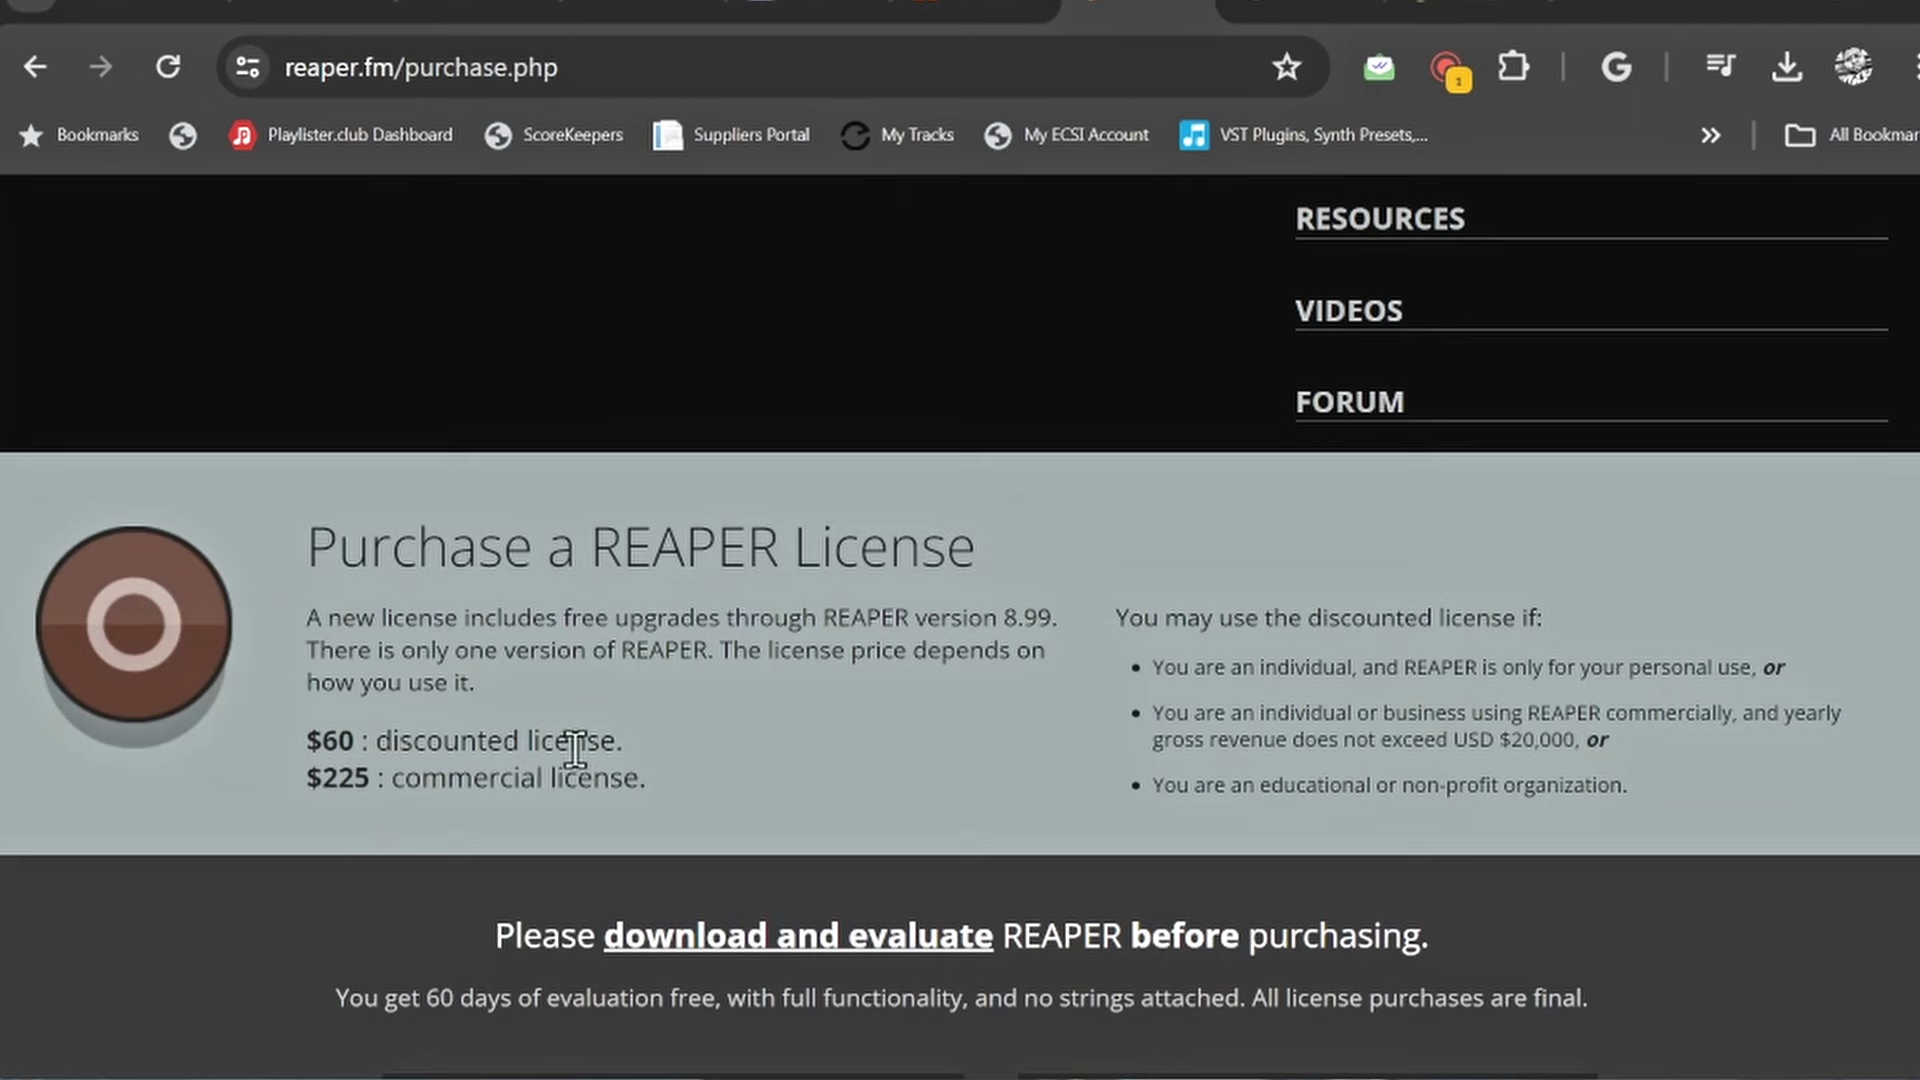 reaper.fm/purchase.php
1
Bookmarks
Playlister.club Dashboard
ScoreKeepers
Suppliers Portal
My Tracks
My ECSI Account
VST Plugins, Synth Presets,...
All Bookmar
RESOURCES
VIDEOS
FORUM
Purchase a REAPER License
A new license includes free upgrades through REAPER version 8.99.
There is only one version of REAPER. The license price depends on
how you use it.
$60 : discounted license.
$225 : commercial license.
You may use the discounted license if:
• You are an individual, and REAPER is only for your personal use, or
• You are an individual or business using REAPER commercially, and yearly
gross revenue does not exceed USD $20,000, or
• You are an educational or non-profit organization.
Please download and evaluate REAPER before purchasing.
You get 60 days of evaluation free, with full functionality, and no strings attached. All license purchases are final.